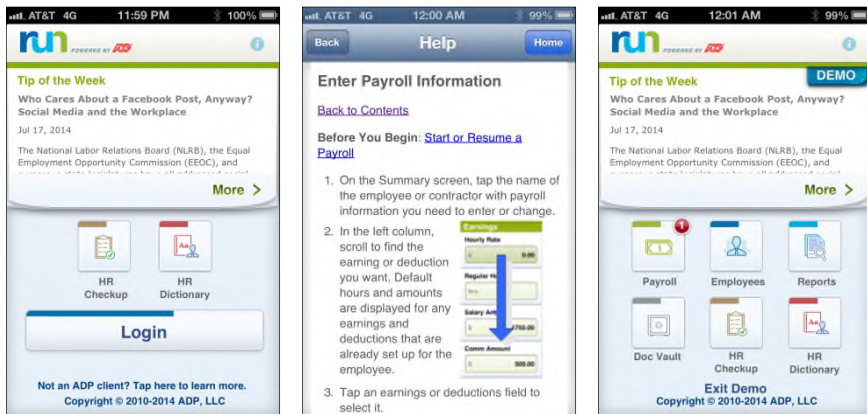 AT&T 4G 11:59 PM 100%
run POWERED BY ADP
Tip of the Week
Who Cares About a Facebook Post, Anyway?
Social Media and the Workplace
Jul 17, 2014
The National Labor Relations Board (NLRB), the Equal
Employment Opportunity Commission (EEOC), and
More >
HR
Checkup
HR
Dictionary
Login
Not an ADP client? Tap here to learn more.
Copyright © 2010-2014 ADP, LLC
AT&T 4G 12:00 AM 99%
Back Help Home
Enter Payroll Information
Back to Contents
Before You Begin: Start or Resume a
Payroll
1. On the Summary screen, tap the name of
the employee or contractor with payroll
information you need to enter or change.
2. In the left column,
scroll to find the
earning or deduction
you want. Default
hours and amounts
are displayed for any
earnings and
deductions that are
already set up for the
employee.
Earnings
Hourly Rate
0.00
Regular
Salary
750.00
Comm Amount
500.00
3. Tap an earnings or deductions field to
select it.
AT&T 4G 12:01 AM 99%
run POWERED BY ADP
DEMO
Tip of the Week
Who Cares About a Facebook Post, Anyway?
Social Media and the Workplace
Jul 17, 2014
The National Labor Relations Board (NLRB), the Equal
Employment Opportunity Commission (EEOC), and
More >
1
Payroll
Employees
Reports
Doc Vault
Aa
HR
Checkup
HR
Dictionary
Exit Demo
Copyright © 2010-2014 ADP, LLC